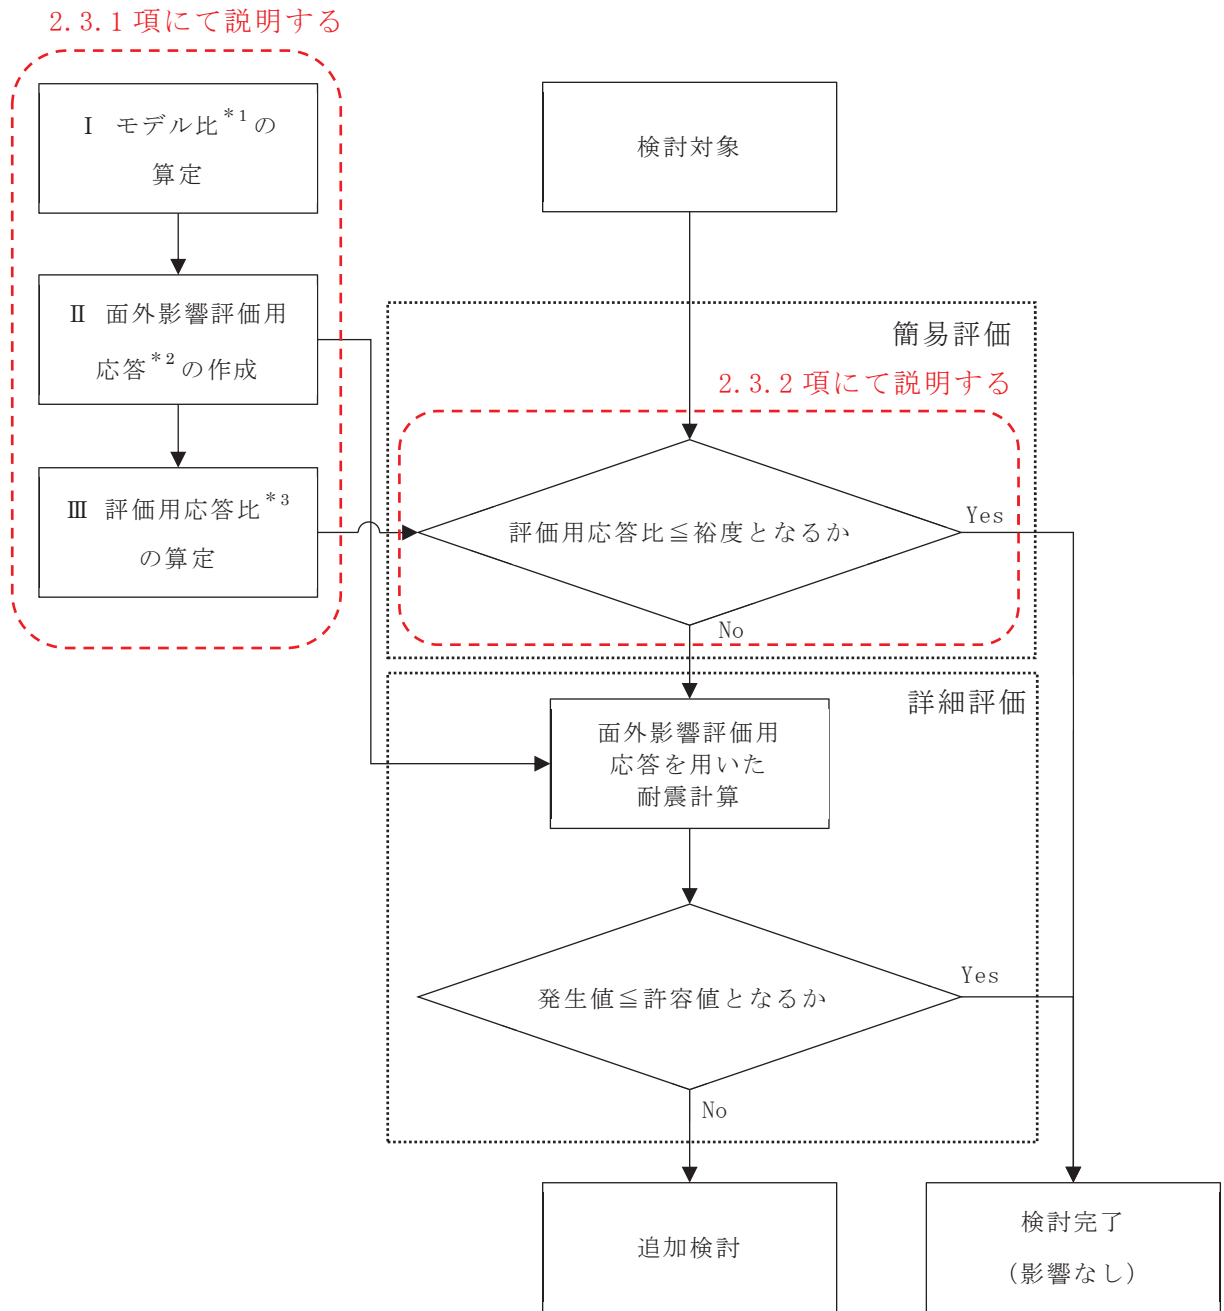 2.3.1 項にて説明する
Ⅰ モデル比*1の
算定
検討対象
Ⅱ 面外影響評価用
応答*2の作成
簡易評価
2.3.2 項にて説明する
Ⅲ 評価用応答比*3
の算定
評価用応答比≦裕度となるか
Yes
No
詳細評価
面外影響評価用
応答を用いた
耐震計算
発生値≦許容値となるか
Yes
No
追加検討
検討完了
(影響なし)